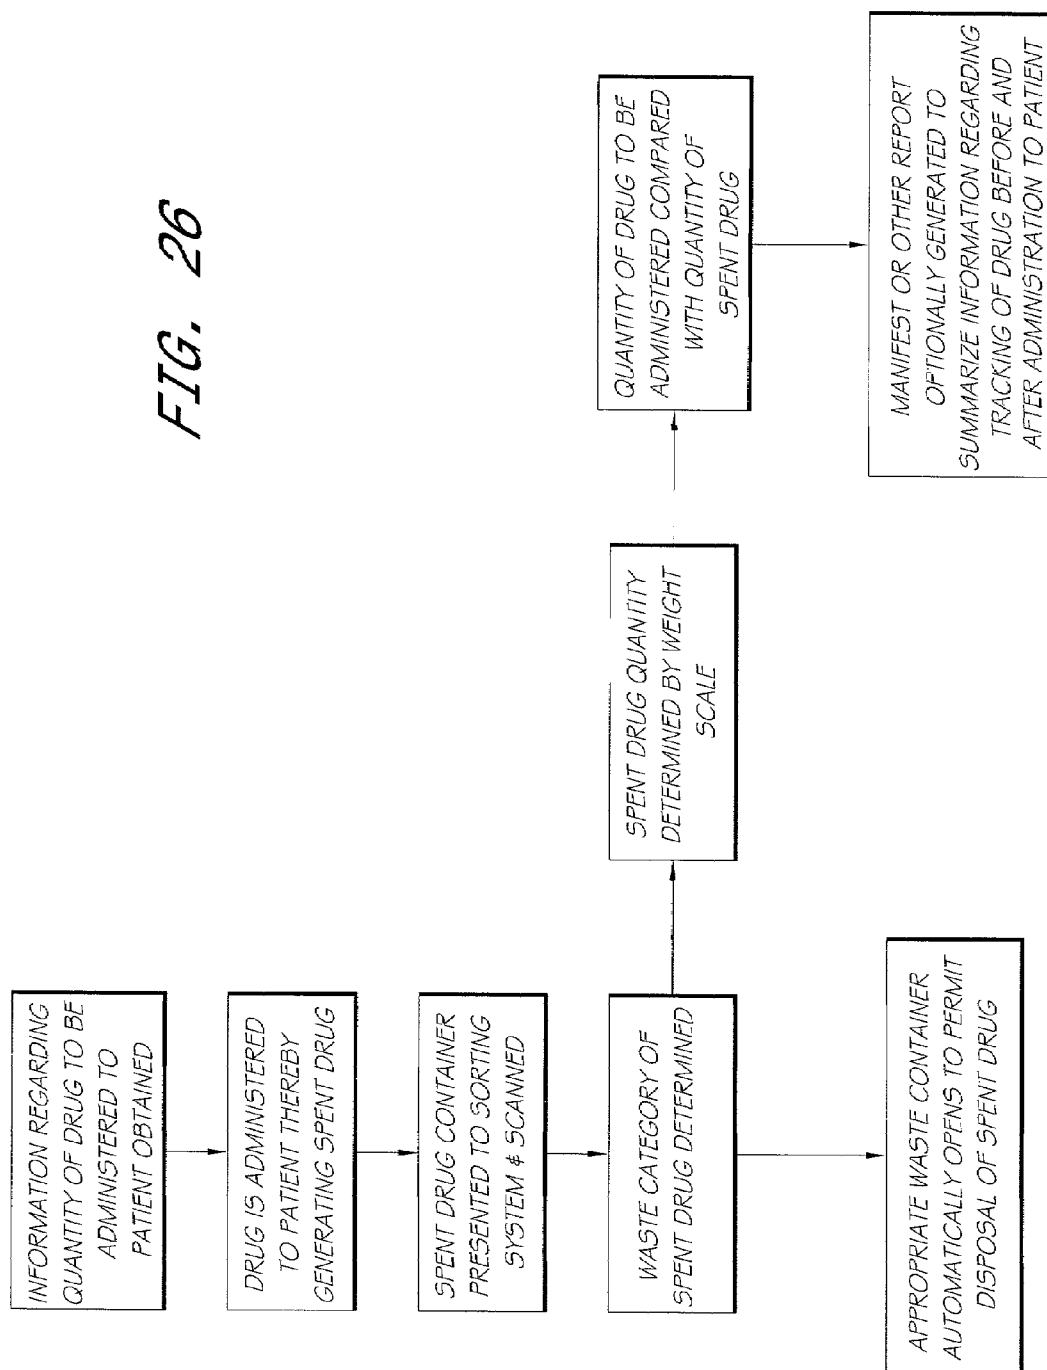 FIG. 26
INFORMATION REGARDING
QUANTITY OF DRUG TO BE
ADMINISTERED TO
PATIENT OBTAINED
DRUG IS ADMINISTERED
TO PATIENT THEREBY
GENERATING SPENT DRUG
SPENT DRUG CONTAINER
PRESENTED TO SORTING
SYSTEM & SCANNED
WASTE CATEGORY OF
SPENT DRUG DETERMINED
APPROPRIATE WASTE CONTAINER
AUTOMATICALLY OPENS TO PERMIT
DISPOSAL OF SPENT DRUG
SPENT DRUG QUANTITY
DETERMINED BY WEIGHT
SCALE
QUANTITY OF DRUG TO BE
ADMINISTERED COMPARED
WITH QUANTITY OF
SPENT DRUG
MANIFEST OR OTHER REPORT
OPTIONALLY GENERATED TO
SUMMARIZE INFORMATION REGARDING
TRACKING OF DRUG BEFORE AND
AFTER ADMINISTRATION TO PATIENT